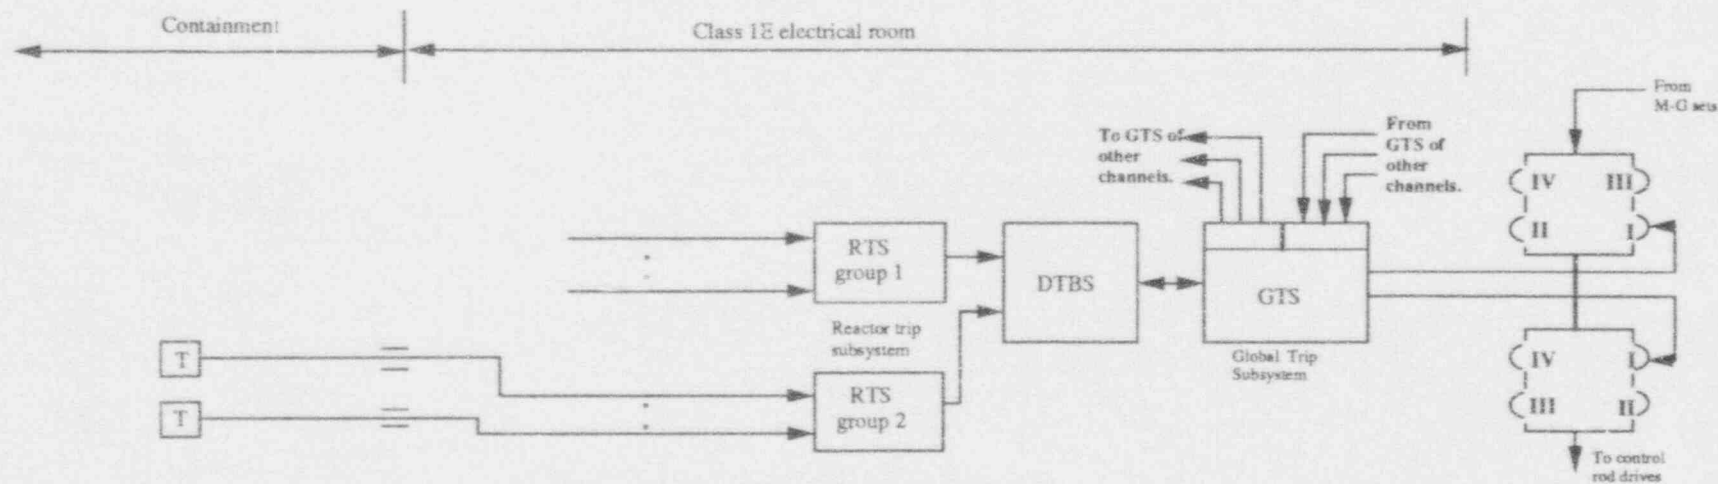 Containment
Class 1E electrical room
From
M-G sets
To GTS of
other
channels.
From
GTS of
other
channels.
IV III
II I
RTS
group 1
DTBS
GTS
Reactor trip
subsystem
Global Trip
Subsystem
T
IV I
III II
T
RTS
group 2
To control
rod drives